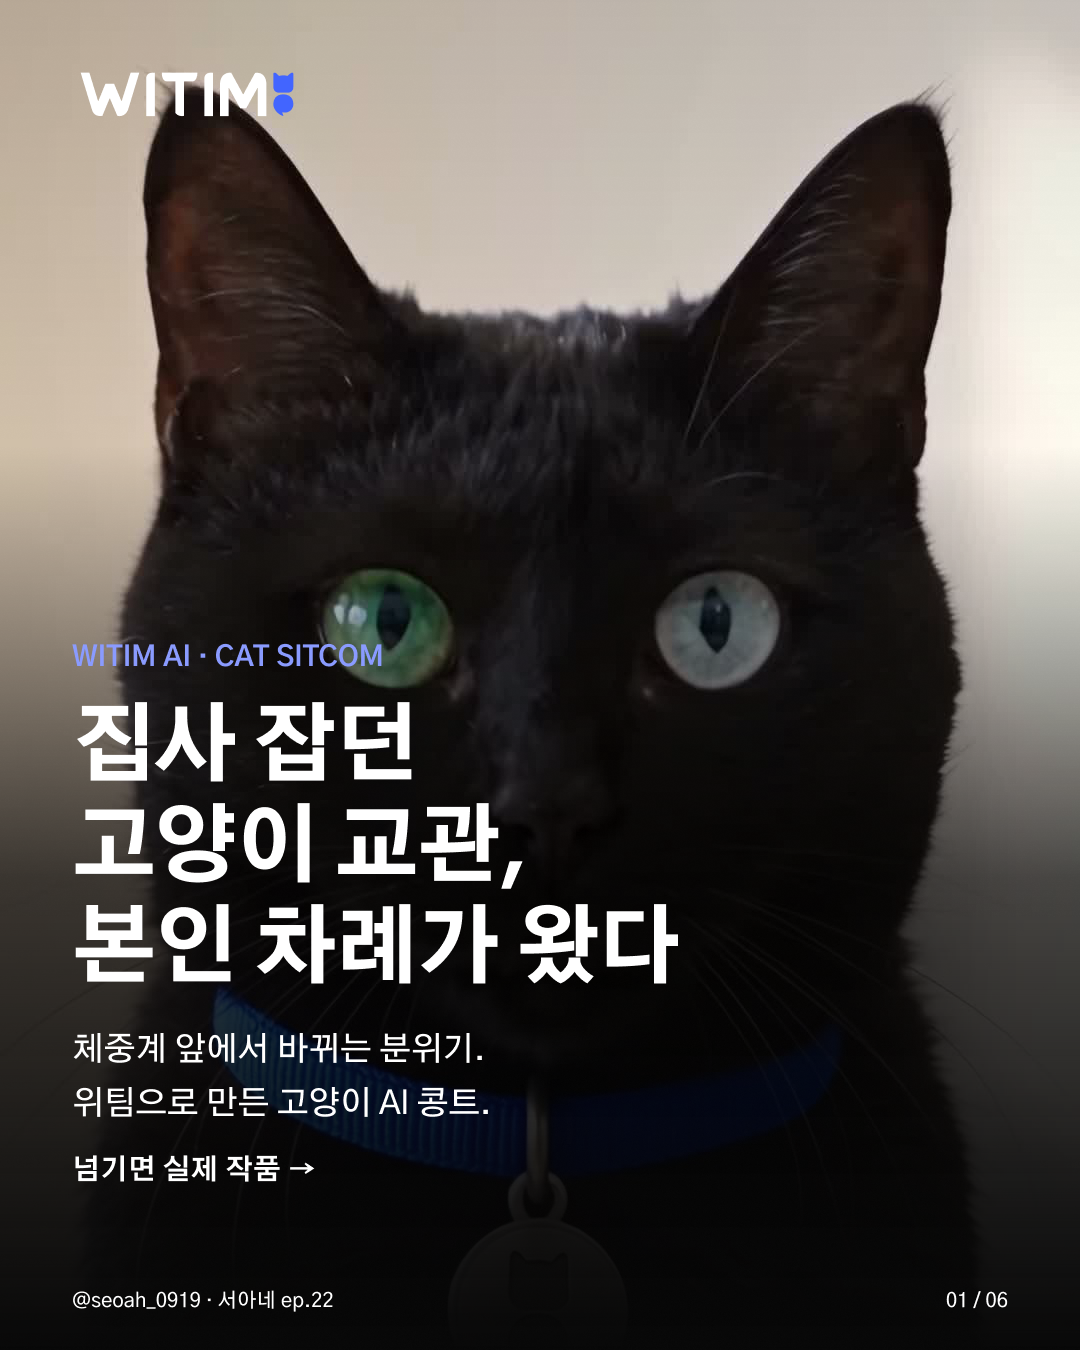 WITIM
WITIM AI · CAT SITCOM
집사 잡던
고양이 교관,
본인 차례가 왔다
체중계 앞에서 바뀌는 분위기.
위팀으로 만든 고양이 AI 콩트.
넘기면 실제 작품 →
@seoah_0919 · 서아네 ep.22
01 / 06